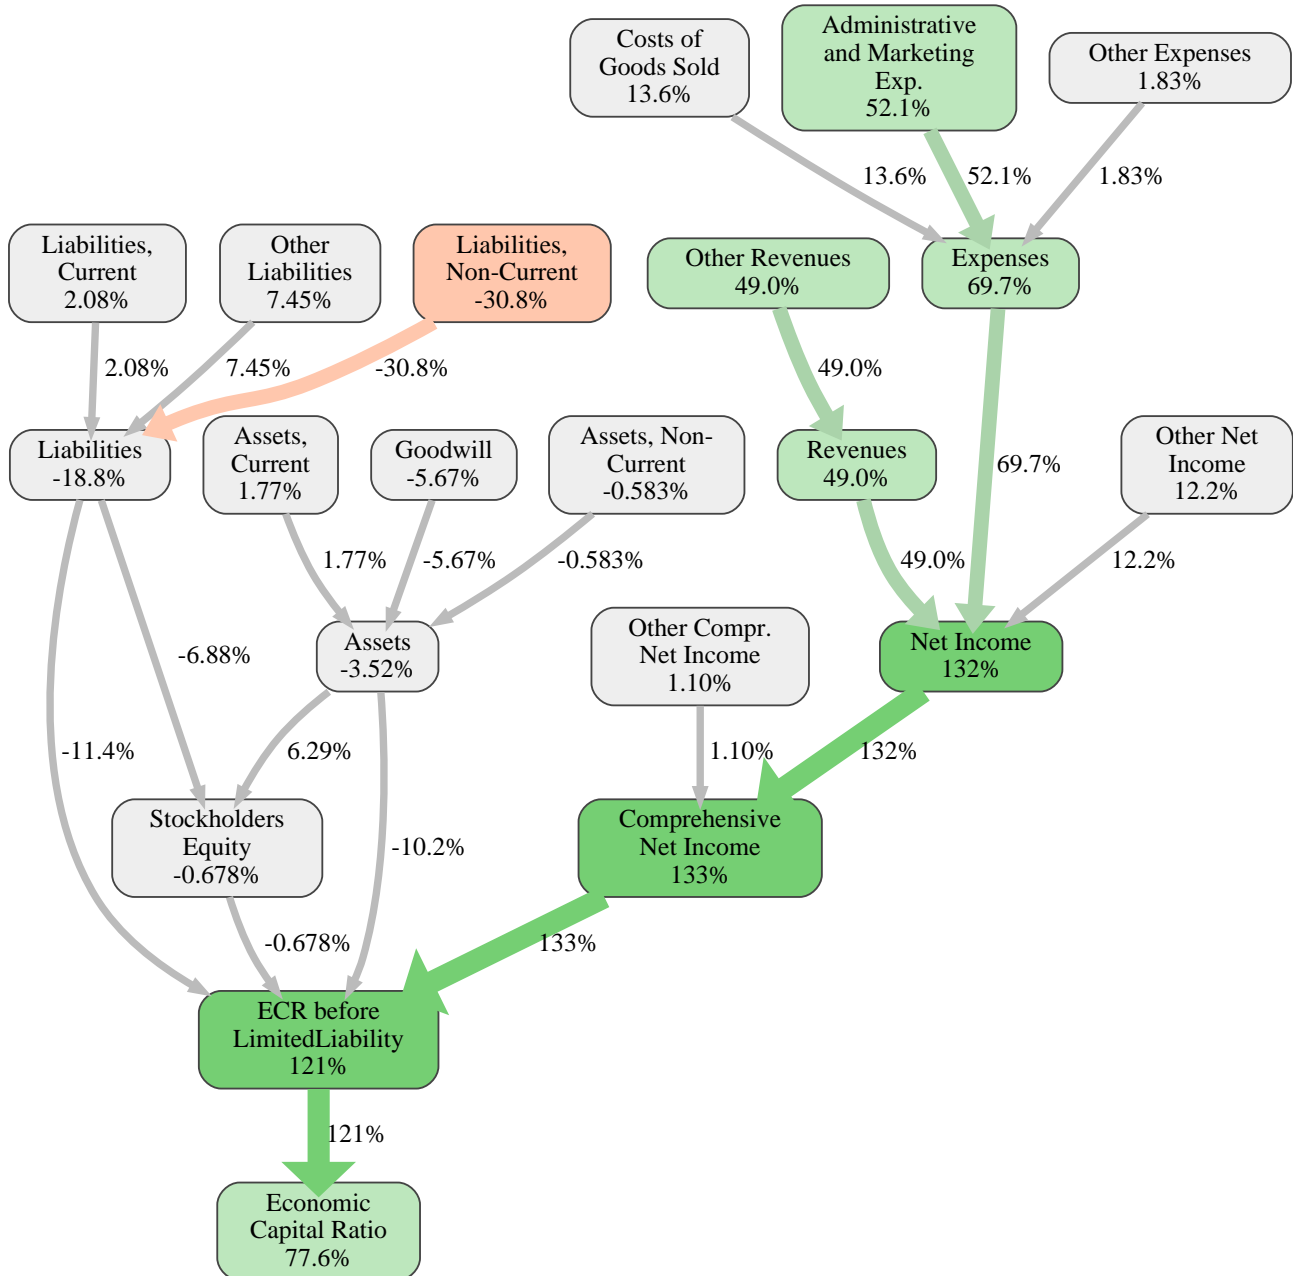 Costs of
Goods Sold
13.6%
Administrative
and Marketing
Exp.
52.1%
Other Expenses
1.83%
13.6%
52.1%
1.83%
Liabilities,
Current
2.08%
Other
Liabilities
7.45%
Liabilities,
Non-Current
-30.8%
Other Revenues
49.0%
Expenses
69.7%
2.08%
7.45%
-30.8%
49.0%
Liabilities
-18.8%
Assets,
Current
1.77%
Goodwill
-5.67%
Assets, Non-
Current
-0.583%
Revenues
49.0%
69.7%
Other Net
Income
12.2%
1.77%
-5.67%
-0.583%
49.0%
12.2%
-6.88%
Assets
-3.52%
Other Compr.
Net Income
1.10%
Net Income
132%
-11.4%
6.29%
1.10%
132%
Stockholders
Equity
-0.678%
-10.2%
Comprehensive
Net Income
133%
-0.678%
133%
ECR before
LimitedLiability
121%
121%
Economic
Capital Ratio
77.6%